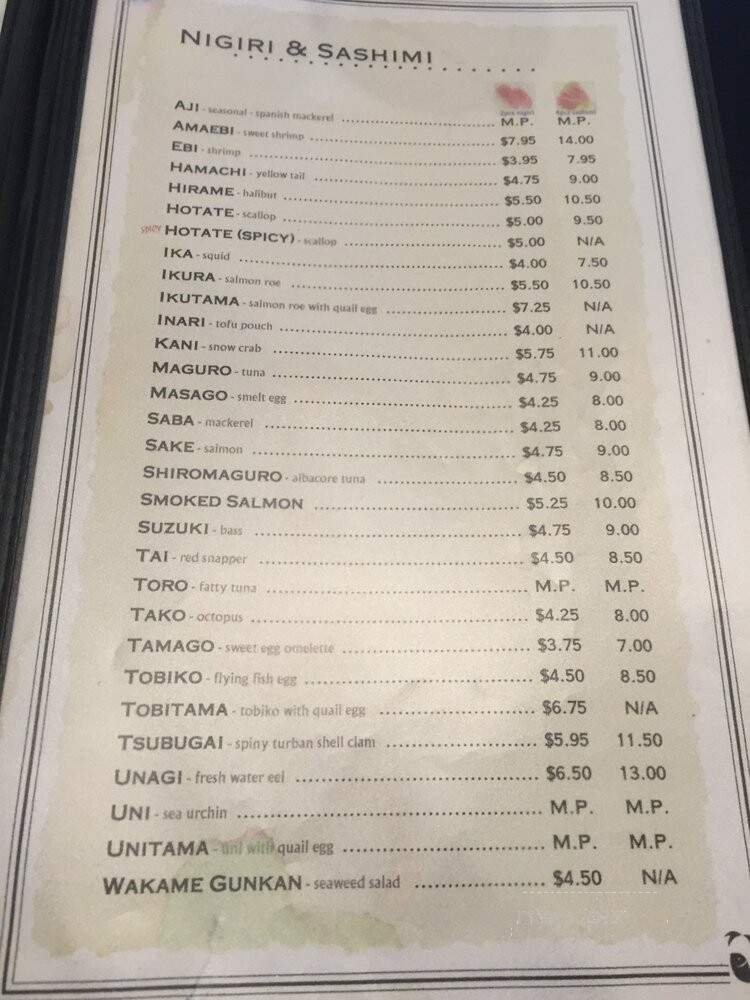 NIGIRI & SASHIMI
AJI - seasonal - spanish mackerel M.P. M.P.
AMAEBI - sweet shrimp $7.95 14.00
EBI - shrimp $3.95 7.95
HAMACHI - yellow tail $4.75 9.00
HIRAME - halibut $5.50 10.50
HOTATE - scallop $5.00 9.50
SPICY HOTATE (SPICY) - scallop $5.00 N/A
IKA - squid $4.00 7.50
IKURA - salmon roe $5.50 10.50
IKUTAMA - salmon roe with quail egg $7.25 N/A
INARI - tofu pouch $4.00 N/A
KANI - snow crab $5.75 11.00
MAGURO - tuna $4.75 9.00
MASAGO - smelt egg $4.25 8.00
SABA - mackerel $4.25 8.00
SAKE - salmon $4.75 9.00
SHIROMAGURO - albacore tuna $4.50 8.50
SMOKED SALMON $5.25 10.00
SUZUKI - bass $4.75 9.00
TAI - red snapper $4.50 8.50
TORO - fatty tuna M.P. M.P.
TAKO - octopus $4.25 8.00
TAMAGO - sweet egg omelette $3.75 7.00
TOBIKO - flying fish egg $4.50 8.50
TOBITAMA - tobiko with quail egg $6.75 N/A
TSUBUGAI - spiny turban shell clam $5.95 11.50
UNAGI - fresh water eel $6.50 13.00
UNI - sea urchin M.P. M.P.
UNITAMA - uni with quail egg M.P. M.P.
WAKAME GUNKAN - seaweed salad $4.50 N/A